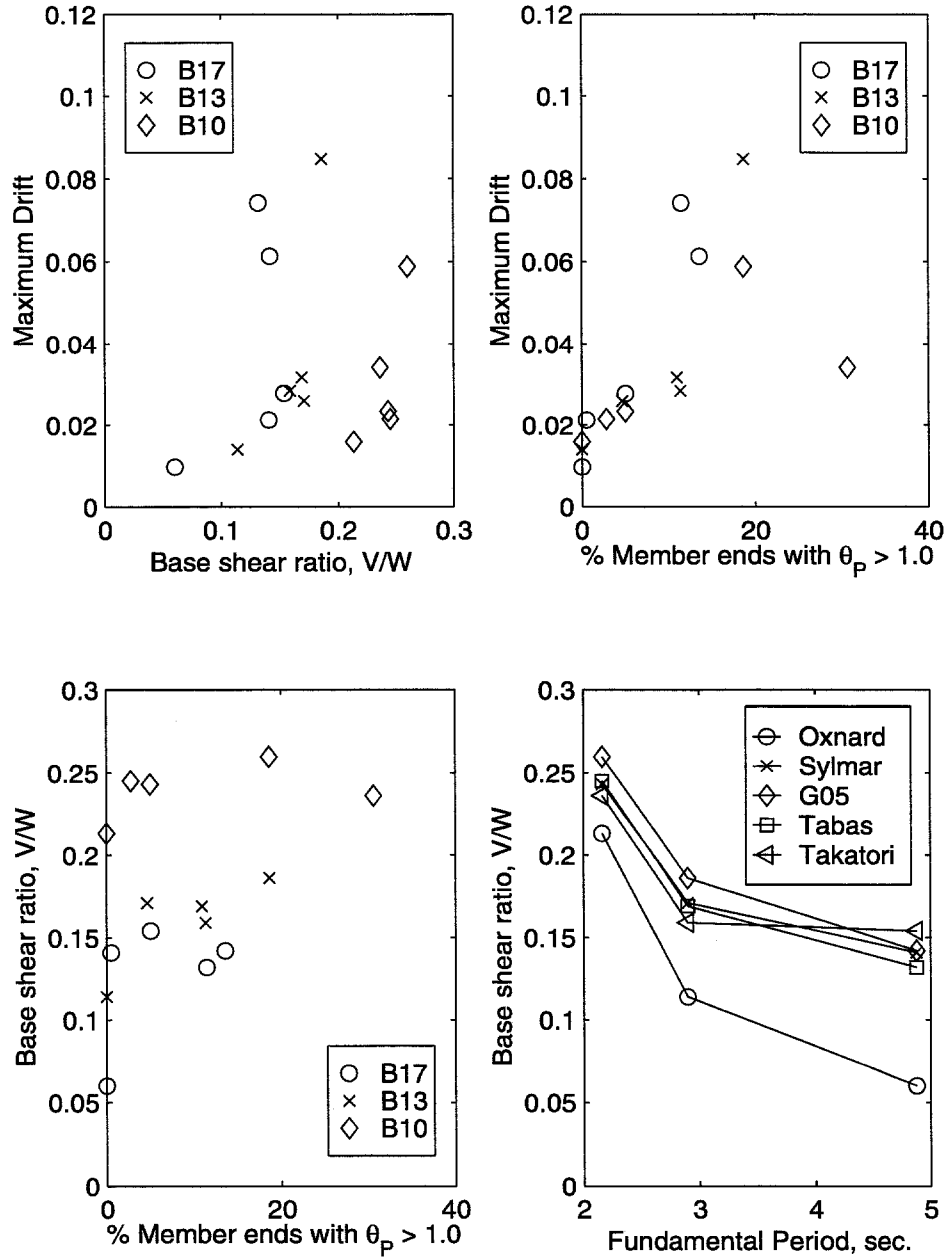 0.12
0.1
0.08
0.06
0.04
0.02
0
Maximum Drift
B17
B13
B10
0 0.1 0.2 0.3
Base shear ratio, V/W
0.12
0.1
0.08
0.06
0.04
0.02
0
Maximum Drift
B17
B13
B10
0 20 40
% Member ends with θP > 1.0
0.3
0.25
0.2
0.15
0.1
0.05
0
Base shear ratio, V/W
B17
B13
B10
0 20 40
% Member ends with θP > 1.0
0.3
0.25
0.2
0.15
0.1
0.05
0
Base shear ratio, V/W
Oxnard
Sylmar
G05
Tabas
Takatori
2 3 4 5
Fundamental Period, sec.